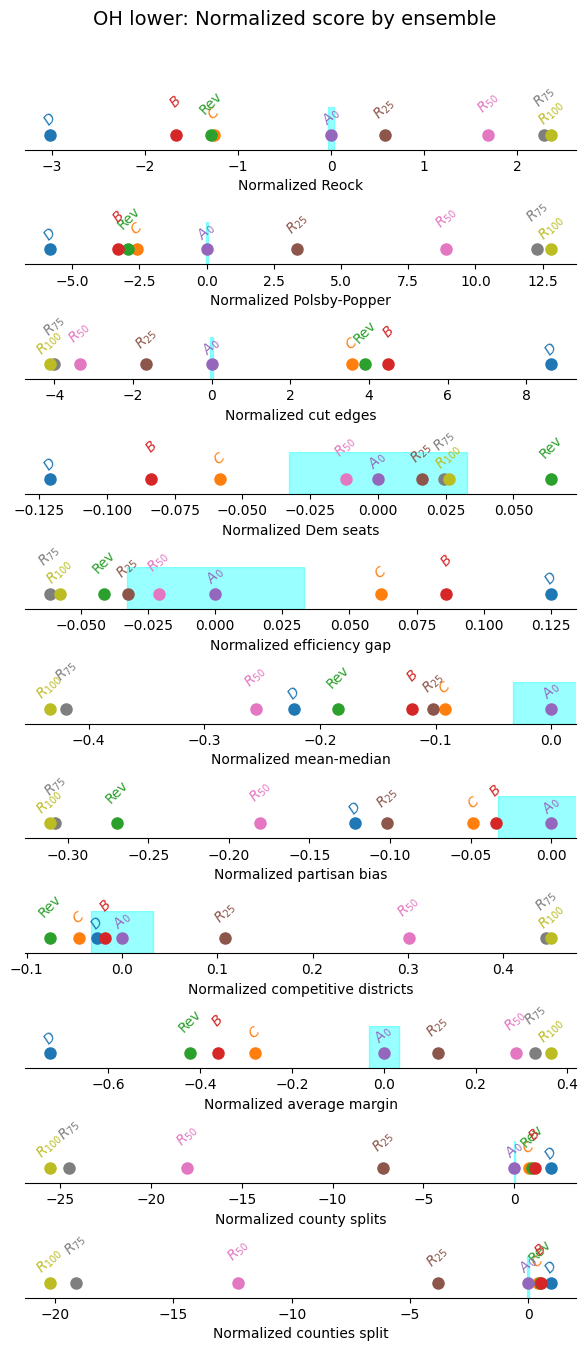 OH lower: Normalized score by ensemble
D B Rev C A0 R25 R50 R75 R100
−3 −2 −1 0 1 2
Normalized Reock
D B Rev C A0 R25 R50 R75 R100
−5.0 −2.5 0.0 2.5 5.0 7.5 10.0 12.5
Normalized Polsby-Popper
R100 R75 R50 R25 A0 C Rev B D
−4 −2 0 2 4 6 8
Normalized cut edges
D B C R50 A0 R25 R75 R100 Rev
−0.125 −0.100 −0.075 −0.050 −0.025 0.000 0.025 0.050
Normalized Dem seats
R75 R100 Rev R25 R50 A0 C B D
−0.050 −0.025 0.000 0.025 0.050 0.075 0.100 0.125
Normalized efficiency gap
R100 R75 R50 D Rev B R25 C A0
−0.4 −0.3 −0.2 −0.1 0.0
Normalized mean-median
R100 R75 Rev R50 D R25 C B A0
−0.30 −0.25 −0.20 −0.15 −0.10 −0.05 0.00
Normalized partisan bias
Rev C D B A0 R25 R50 R75 R100
−0.1 0.0 0.1 0.2 0.3 0.4
Normalized competitive districts
D Rev B C A0 R25 R50 R75 R100
−0.6 −0.4 −0.2 0.0 0.2 0.4
Normalized average margin
R100 R75 R50 R25 A0 C Rev B D
−25 −20 −15 −10 −5 0
Normalized county splits
R100 R75 R50 R25 A0 C Rev B D
−20 −15 −10 −5 0
Normalized counties split